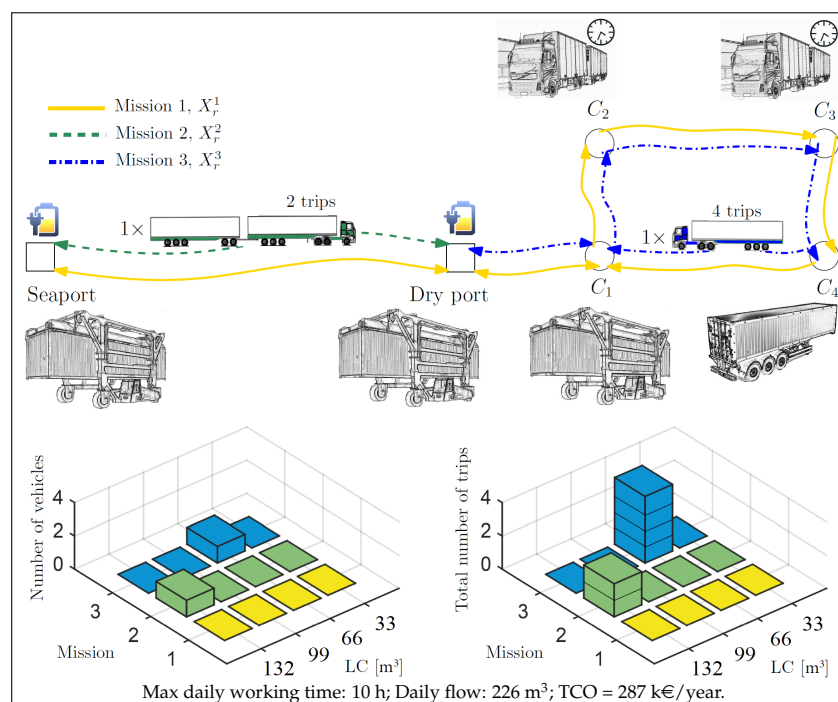 Mission 1, X_r^1
Mission 2, X_r^2
Mission 3, X_r^3
C_2
C_3
2 trips
1×
4 trips
1×
Seaport
Dry port
C_1
C_4
Number of vehicles
4
2
0
3
2
1
Mission
132
99
66
33
LC [m³]
Total number of trips
4
2
0
3
2
1
Mission
132
99
66
33
LC [m³]
Max daily working time: 10 h; Daily flow: 226 m³; TCO = 287 k€/year.